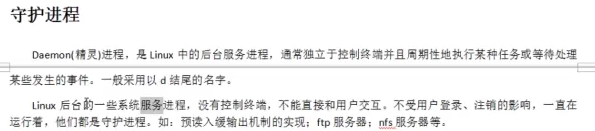 守护进程
Daemon(精灵)进程，是 Linux 中的后台服务进程，通常独立于控制终端并且周期性地执行某种任务或等待处理
某些发生的事件。一般采用以 d 结尾的名字。
Linux 后台的一些系统服务进程，没有控制终端，不能直接和用户交互。不受用户登录、注销的影响，一直在
运行着，他们都是守护进程。如：预读入缓输出机制的实现；ftp 服务器；nfs 服务器等。